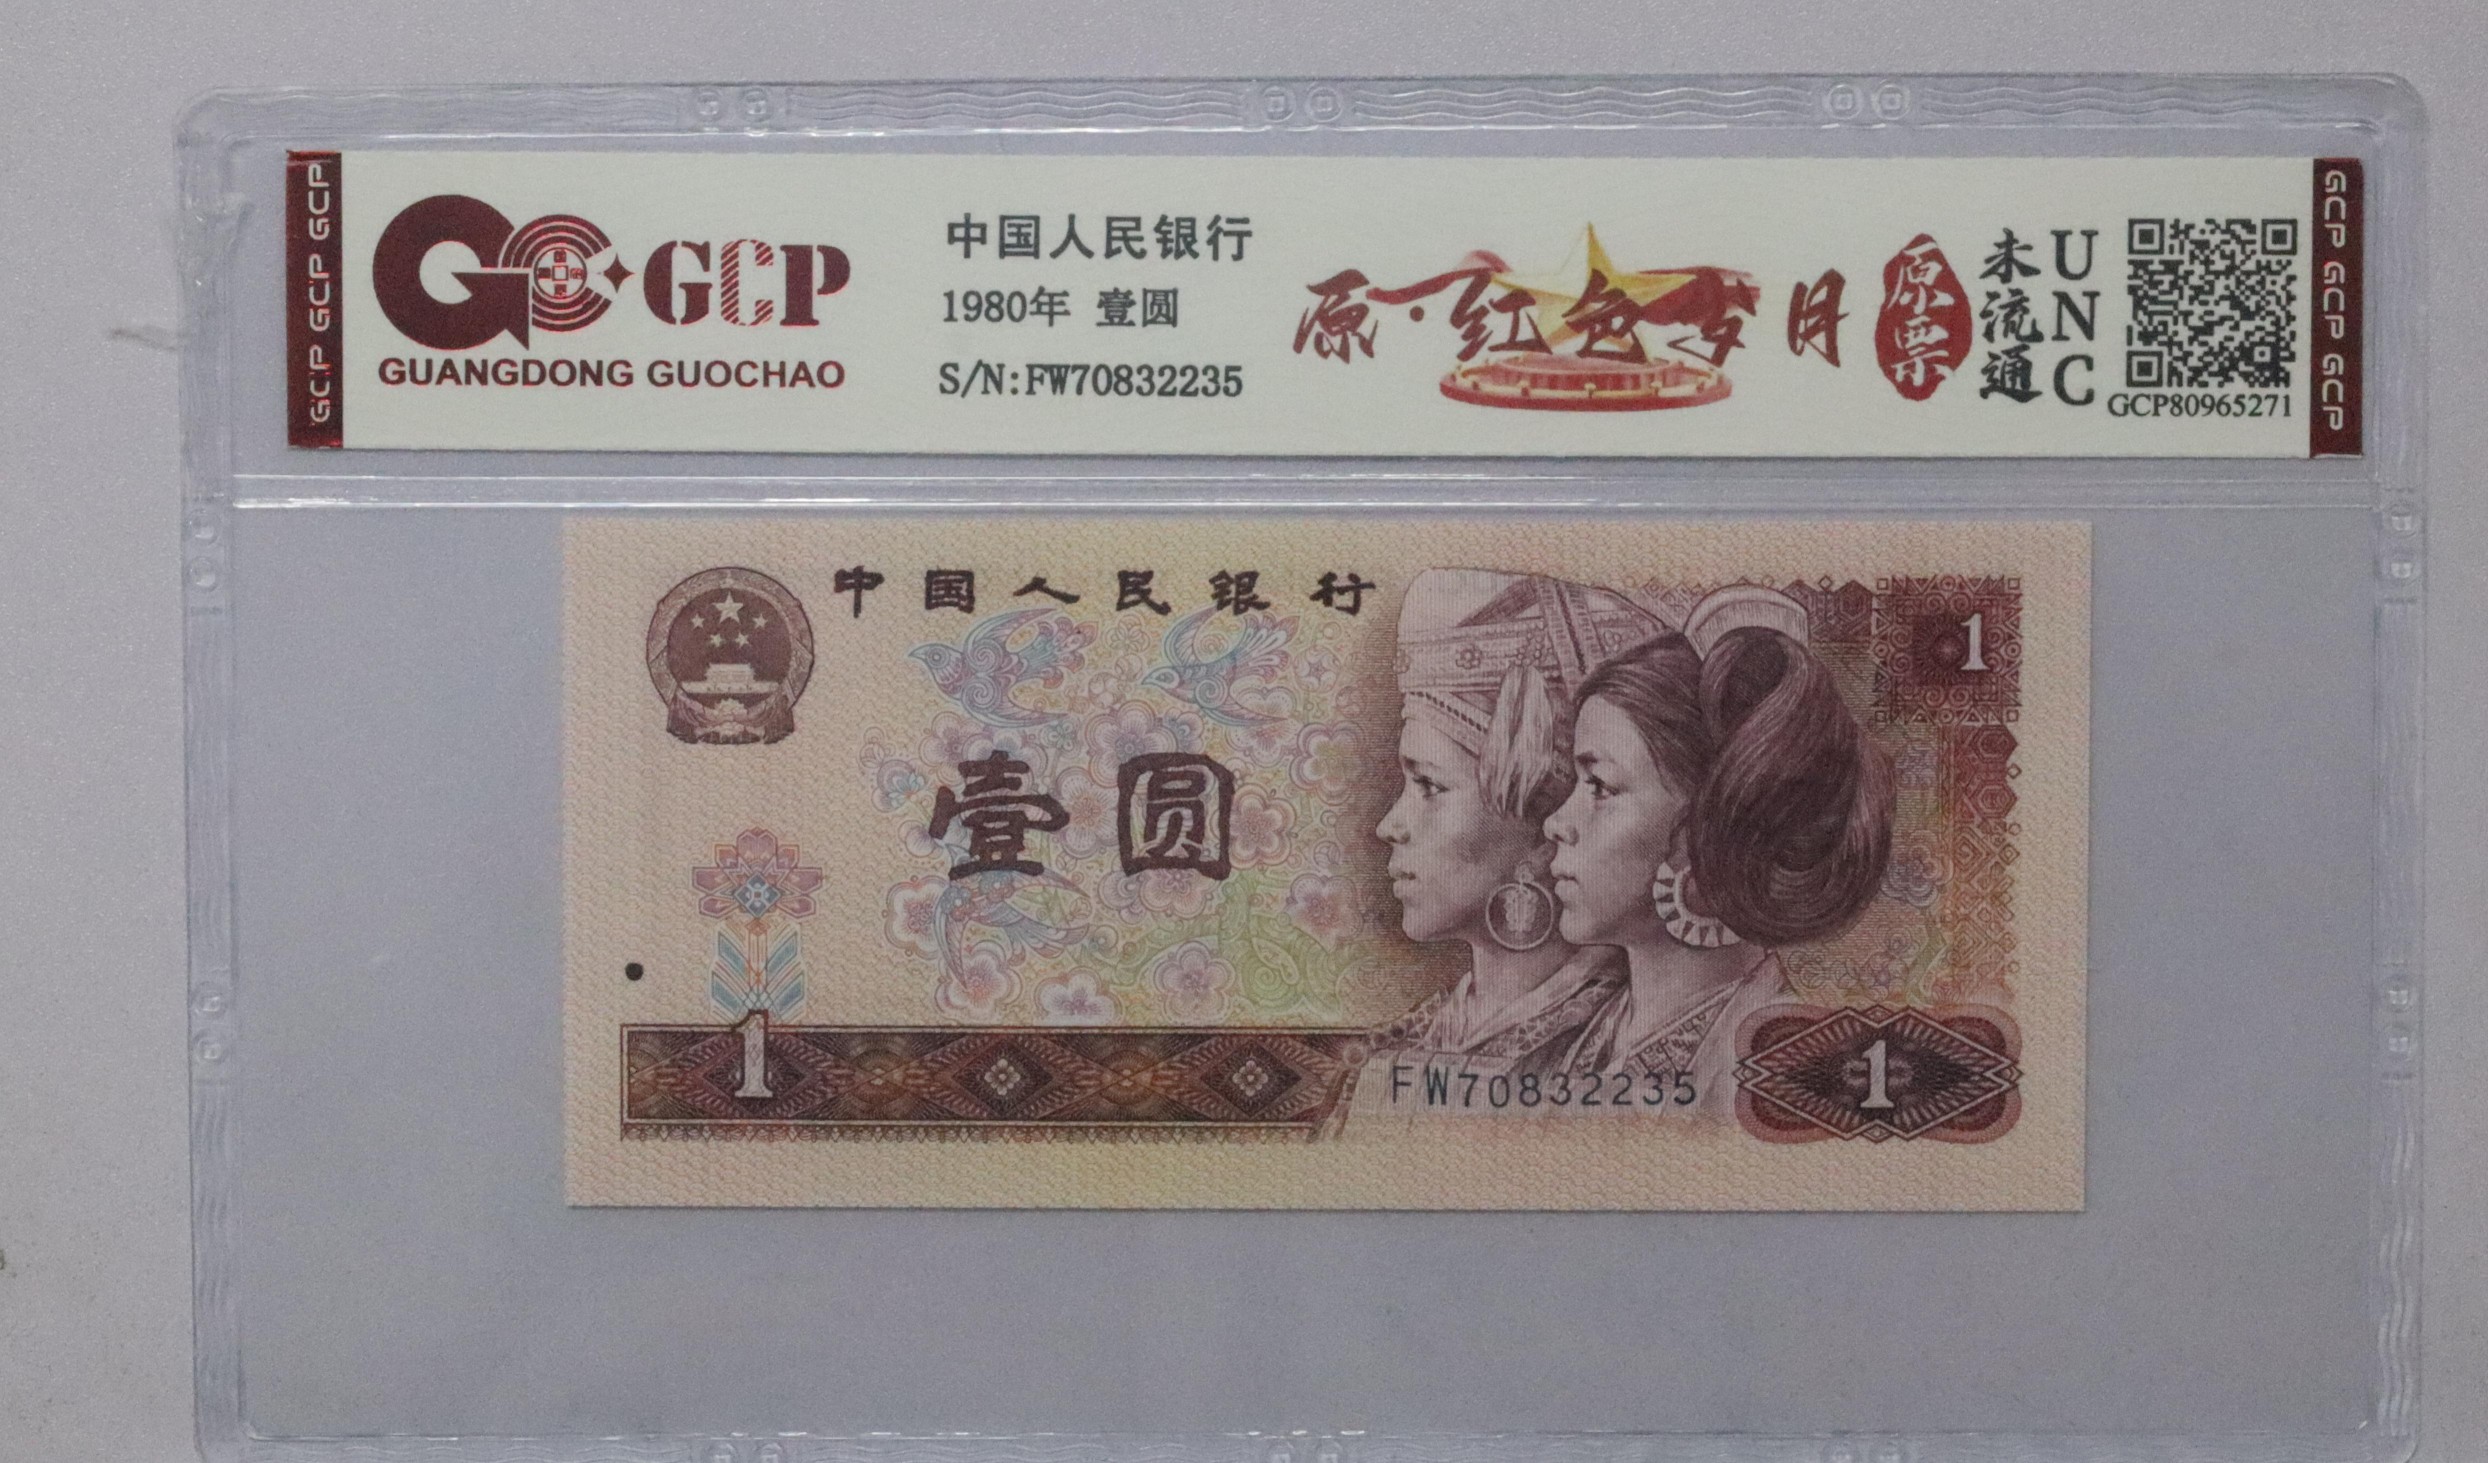 GCP GCP GCP
GCP
GUANGDONG GUOCHAO
中国人民银行
1980年 壹圆
S/N:FW70832235
原·红色岁月
原票
未流通
UNC
GCP80965271
GCP GCP GCP
中国人民银行
1
壹圆
1
FW70832235
1